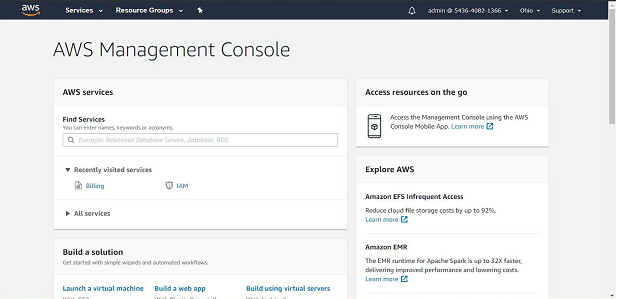 aws
Services
Resource Groups
admin @ 5436-4082-1366
Ohio
Support
AWS Management Console
AWS services
Find Services
You can enter names, keywords or acronyms.
Example: Relational Database Service, database, RDS
Recently visited services
Billing
IAM
All services
Build a solution
Get started with simple wizards and automated workflows.
Launch a virtual machine
Build a web app
Build using virtual servers
Access resources on the go
Access the Management Console using the AWS
Console Mobile App. Learn more
Explore AWS
Amazon EFS Infrequent Access
Reduce cloud file storage costs by up to 92%.
Learn more
Amazon EMR
The EMR runtime for Apache Spark is up to 32X faster,
delivering improved performance and lowering costs.
Learn more